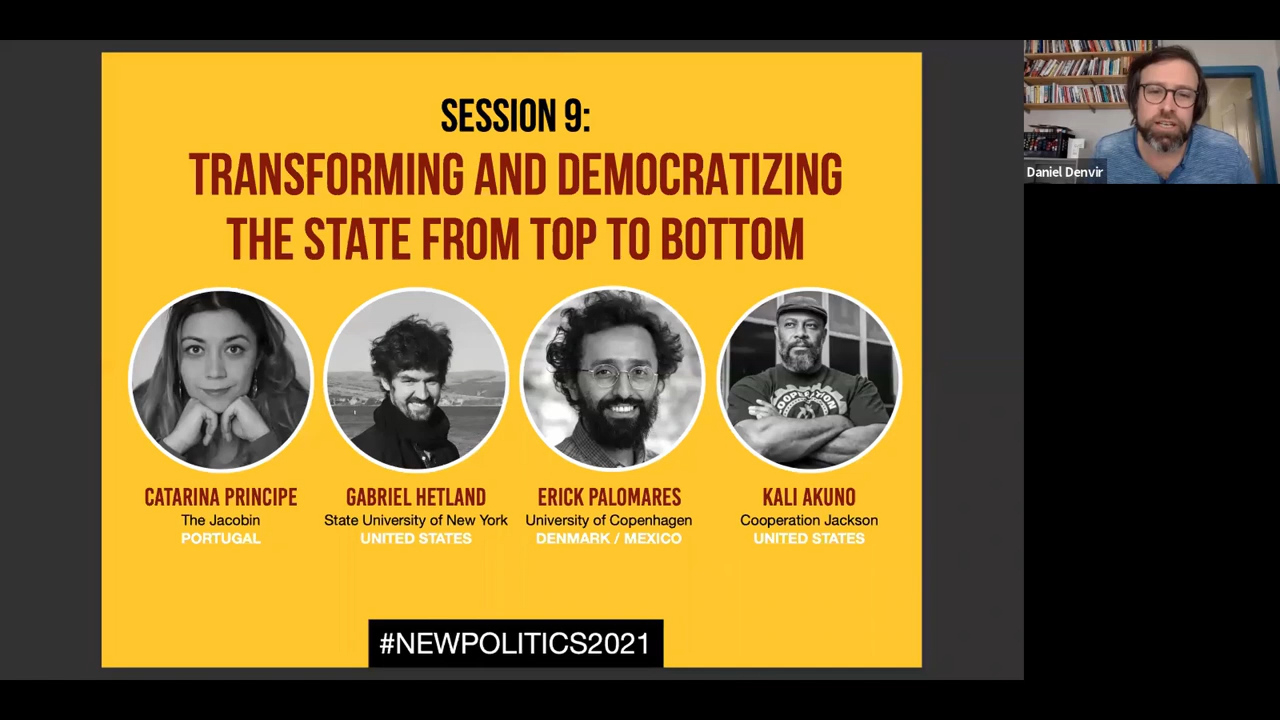 SESSION 9:
TRANSFORMING AND DEMOCRATIZING
THE STATE FROM TOP TO BOTTOM
COOPERATION
CATARINA PRINCIPE
The Jacobin
PORTUGAL
GABRIEL HETLAND
State University of New York
UNITED STATES
ERICK PALOMARES
University of Copenhagen
DENMARK / MEXICO
KALI AKUNO
Cooperation Jackson
UNITED STATES
#NEWPOLITICS2021
Daniel Denvir